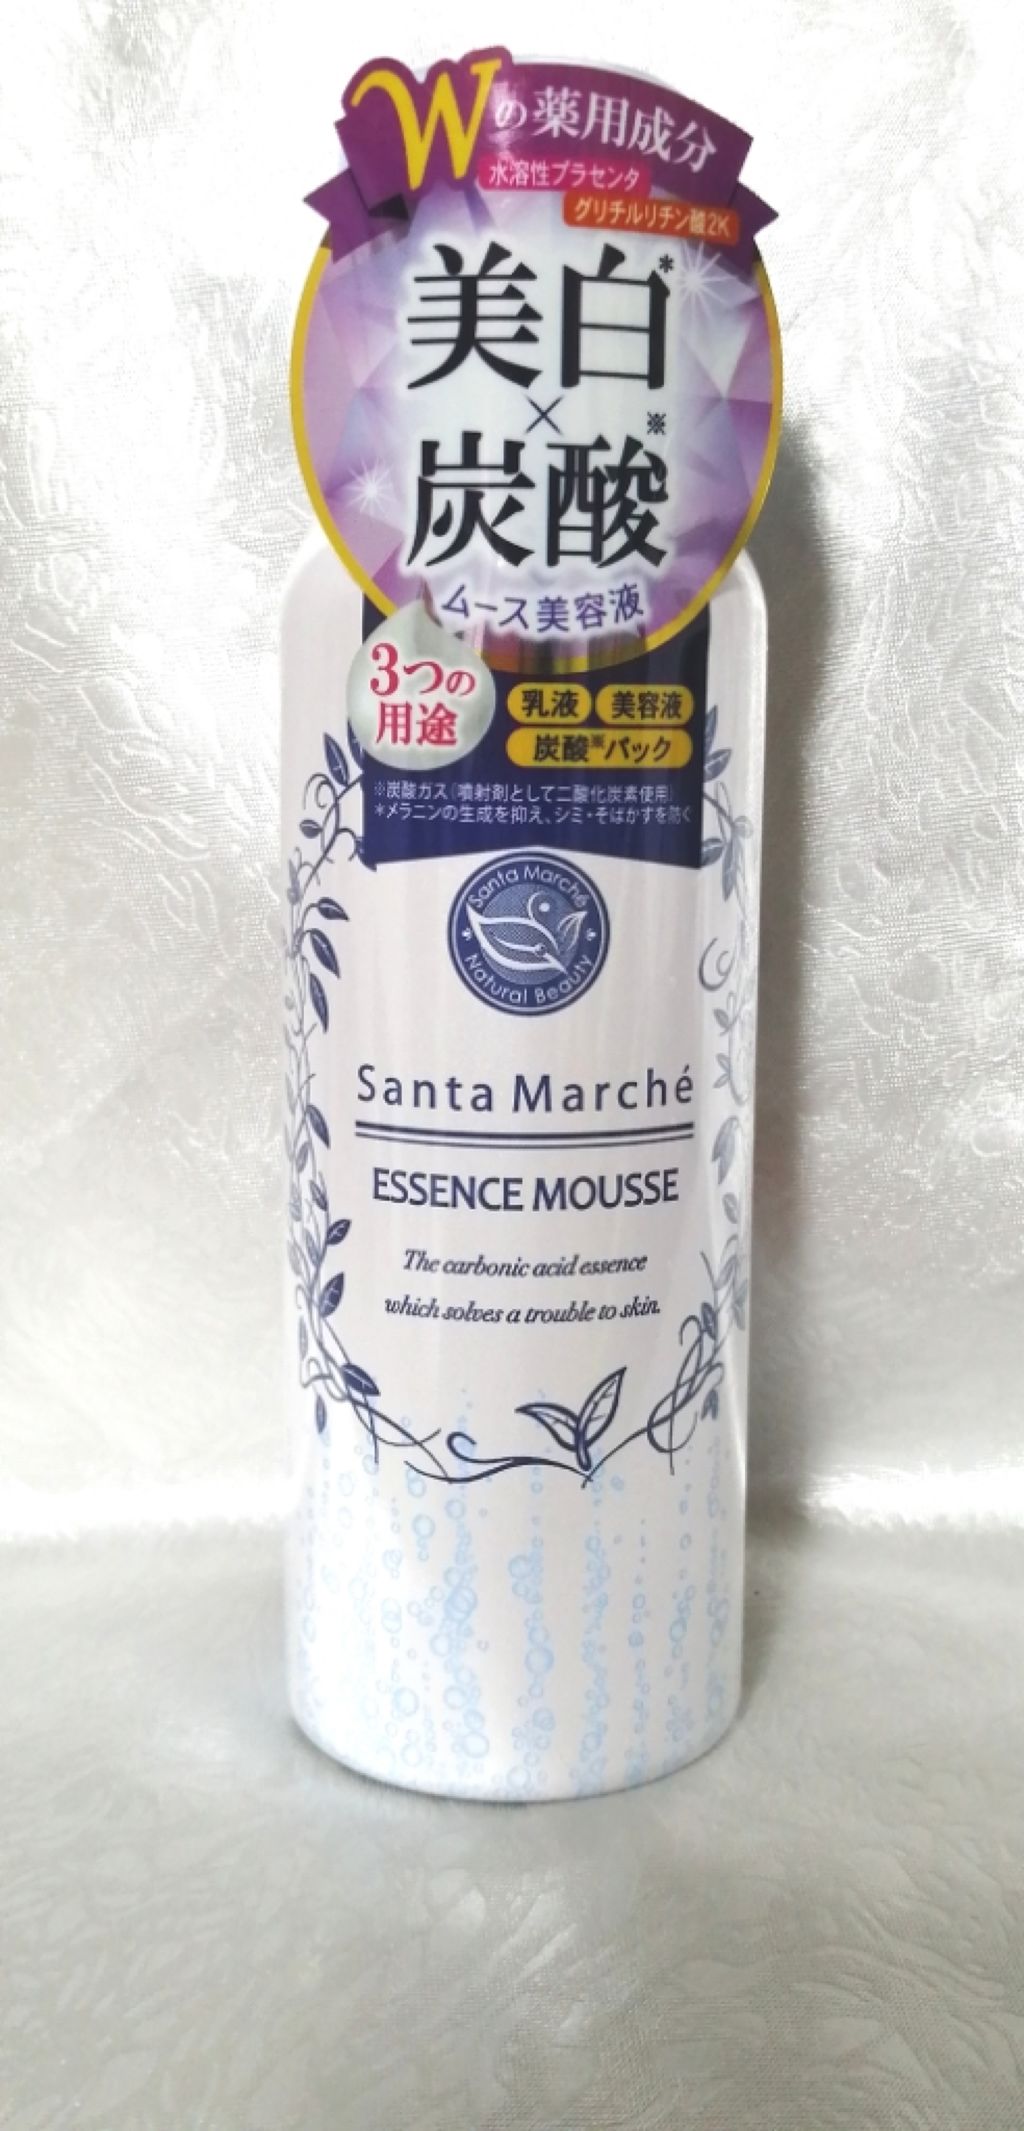 Wの薬用成分
水溶性プラセンタ
グリチルリチン酸2K
美白*
×
炭酸※
ムース美容液
3つの
用途
乳液 美容液
炭酸※パック
※炭酸ガス(噴射剤として二酸化炭素使用)
*メラニンの生成を抑え、シミ・そばかすを防ぐ
Santa Marché
Natural Beauty
Santa Marché
ESSENCE MOUSSE
The carbonic acid essence
which solves a trouble to skin.